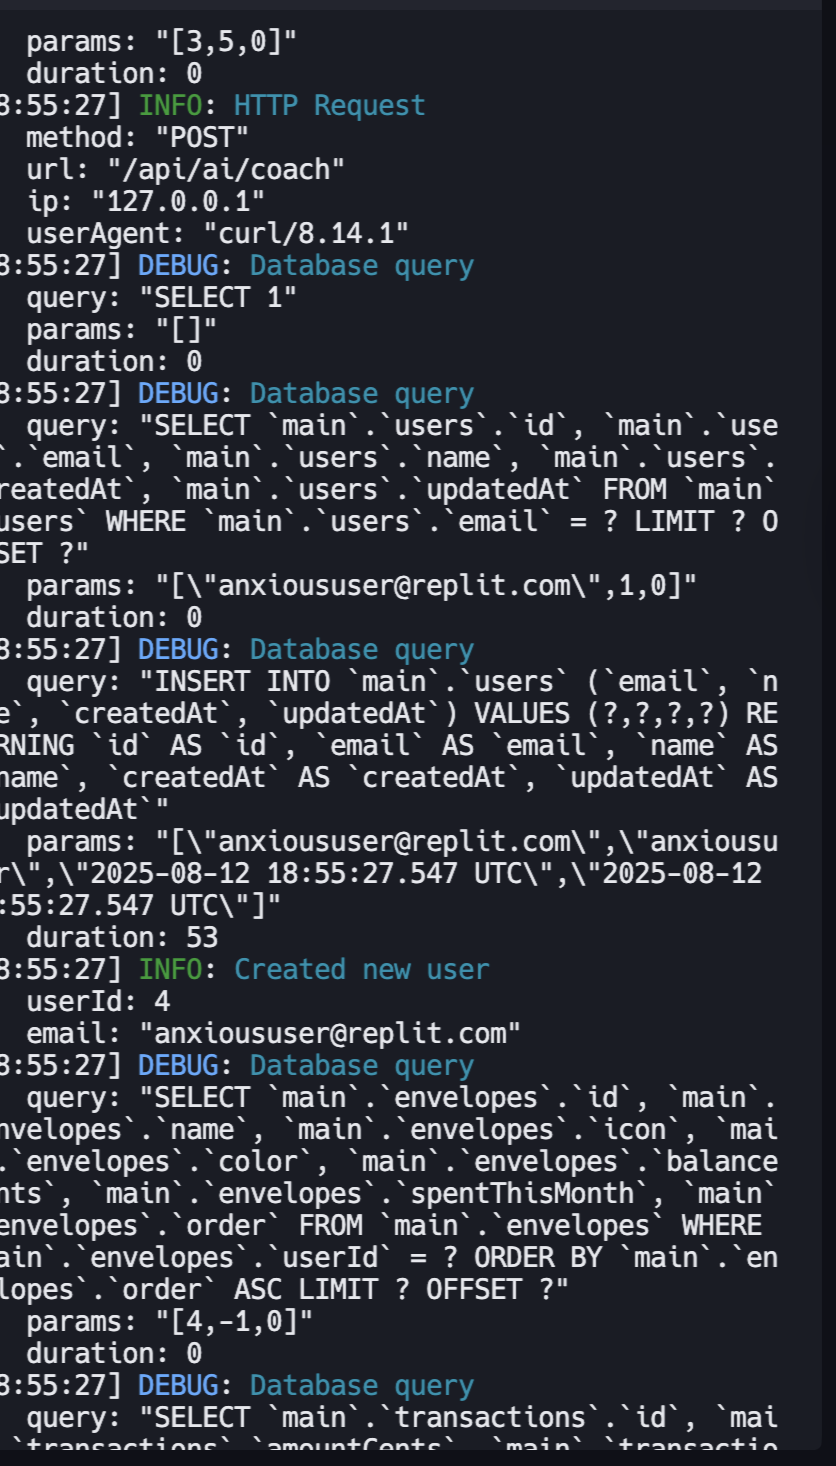 params: "[3,5,0]"
duration: 0
8:55:27] INFO: HTTP Request
method: "POST"
url: "/api/ai/coach"
ip: "127.0.0.1"
userAgent: "curl/8.14.1"
8:55:27] DEBUG: Database query
query: "SELECT 1"
params: "[]"
duration: 0
8:55:27] DEBUG: Database query
query: "SELECT `main`.`users`.`id`, `main`.`use
`.`email`, `main`.`users`.`name`, `main`.`users`.
reatedAt`, `main`.`users`.`updatedAt` FROM `main`
users` WHERE `main`.`users`.`email` = ? LIMIT ? O
SET ?"
params: "[\"anxioususer@replit.com\",1,0]"
duration: 0
8:55:27] DEBUG: Database query
query: "INSERT INTO `main`.`users` (`email`, `n
e`, `createdAt`, `updatedAt`) VALUES (?,?,?,?) RE
RNING `id` AS `id`, `email` AS `email`, `name` AS
name`, `createdAt` AS `createdAt`, `updatedAt` AS
updatedAt`"
params: "[\"anxioususer@replit.com\",\"anxiousu
r\",\"2025-08-12 18:55:27.547 UTC\",\"2025-08-12
:55:27.547 UTC\"]"
duration: 53
8:55:27] INFO: Created new user
userId: 4
email: "anxioususer@replit.com"
8:55:27] DEBUG: Database query
query: "SELECT `main`.`envelopes`.`id`, `main`.
nvelopes`.`name`, `main`.`envelopes`.`icon`, `mai
.`envelopes`.`color`, `main`.`envelopes`.`balance
nts`, `main`.`envelopes`.`spentThisMonth`, `main`
envelopes`.`order` FROM `main`.`envelopes` WHERE
ain`.`envelopes`.`userId` = ? ORDER BY `main`.`en
lopes`.`order` ASC LIMIT ? OFFSET ?"
params: "[4,-1,0]"
duration: 0
8:55:27] DEBUG: Database query
query: "SELECT `main`.`transactions`.`id`, `mai
`transactions`.`amountCents`, `main`.`transactio